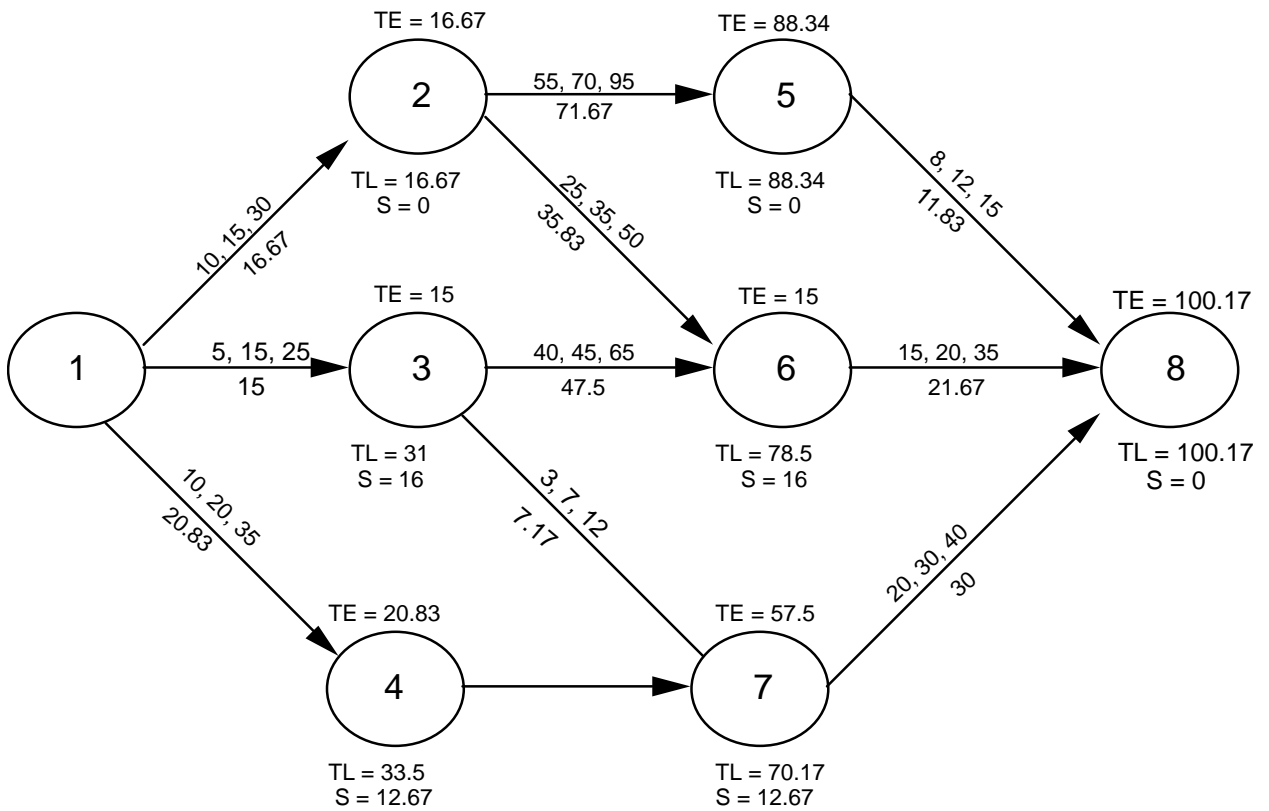 TE = 16.67
2
TL = 16.67
S = 0
55, 70, 95
71.67
TE = 88.34
5
TL = 88.34
S = 0
10, 15, 30
16.67
25, 35, 50
35.83
8, 12, 15
11.83
1
5, 15, 25
15
TE = 15
3
TL = 31
S = 16
40, 45, 65
47.5
TE = 15
6
TL = 78.5
S = 16
15, 20, 35
21.67
TE = 100.17
8
TL = 100.17
S = 0
10, 20, 35
20.83
3, 7, 12
7.17
20, 30, 40
30
TE = 20.83
4
TL = 33.5
S = 12.67
TE = 57.5
7
TL = 70.17
S = 12.67